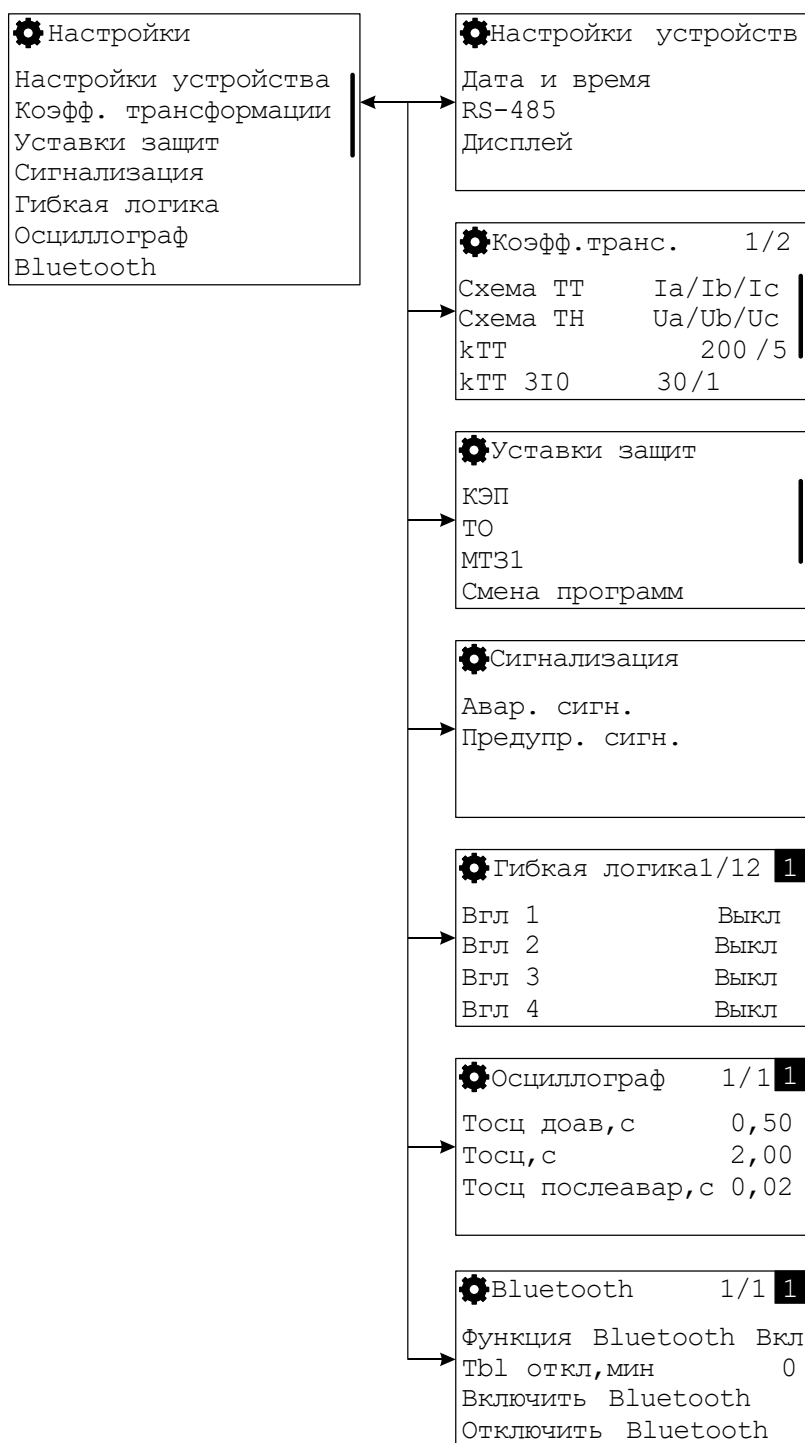 Настройки
Настройки устройства
Коэфф. трансформации
Уставки защит
Сигнализация
Гибкая логика
Осциллограф
Bluetooth
Настройки устройств
Дата и время
RS-485
Дисплей
Коэфф.транс. 1/2
Схема ТТ Ia/Ib/Ic
Схема ТН Ua/Ub/Uc
kТТ 200 /5
kТТ 3I0 30/1
Уставки защит
КЭП
ТО
МТЗ1
Смена программ
Сигнализация
Авар. сигн.
Предупр. сигн.
Гибкая логика1/12 1
Вгл 1 Выкл
Вгл 2 Выкл
Вгл 3 Выкл
Вгл 4 Выкл
Осциллограф 1/1 1
Тосц доав,с 0,50
Тосц,с 2,00
Тосц послеавар,с 0,02
Bluetooth 1/1 1
Функция Bluetooth Вкл
Tbl откл,мин 0
Включить Bluetooth
Отключить Bluetooth